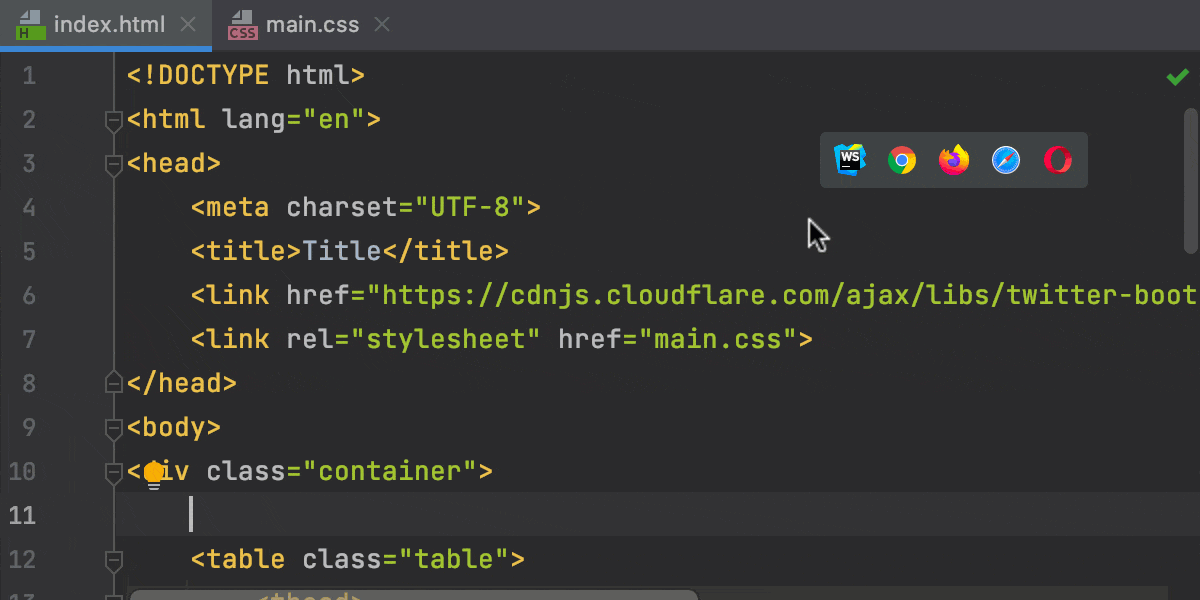 index.html
main.css
H
CSS
WS
1 <!DOCTYPE html>
2 <html lang="en">
3 <head>
4 <meta charset="UTF-8">
5 <title>Title</title>
6 <link href="https://cdnjs.cloudflare.com/ajax/libs/twitter-boot
7 <link rel="stylesheet" href="main.css">
8 </head>
9 <body>
10 <div class="container">
11
12 <table class="table">
13 <thead>